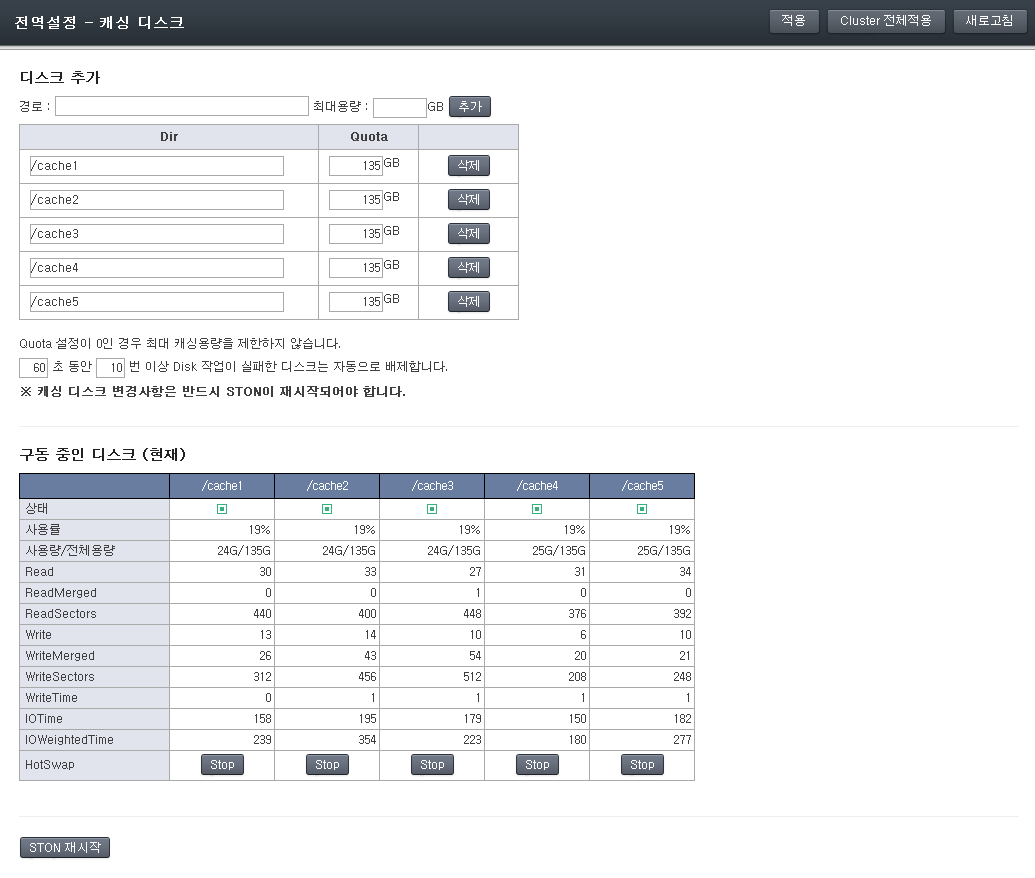 전역설정 - 캐싱 디스크 적용 Cluster 전체적용 새로고침
디스크 추가
경로 : 최대용량 : GB 추가
Dir Quota
/cache1 135 GB 삭제
/cache2 135 GB 삭제
/cache3 135 GB 삭제
/cache4 135 GB 삭제
/cache5 135 GB 삭제
Quota 설정이 0인 경우 최대 캐싱용량을 제한하지 않습니다.
60 초 동안 10 번 이상 Disk 작업이 실패한 디스크는 자동으로 배제합니다.
※ 캐싱 디스크 변경사항은 반드시 STON이 재시작되어야 합니다.
구동 중인 디스크 (현재)
/cache1 /cache2 /cache3 /cache4 /cache5
상태
사용률 19% 19% 19% 19% 19%
사용량/전체용량 24G/135G 24G/135G 24G/135G 25G/135G 25G/135G
Read 30 33 27 31 34
ReadMerged 0 0 1 0 0
ReadSectors 440 400 448 376 392
Write 13 14 10 6 10
WriteMerged 26 43 54 20 21
WriteSectors 312 456 512 208 248
WriteTime 0 1 1 1 1
IOTime 158 195 179 150 182
IOWeightedTime 239 354 223 180 277
HotSwap Stop Stop Stop Stop Stop
STON 재시작